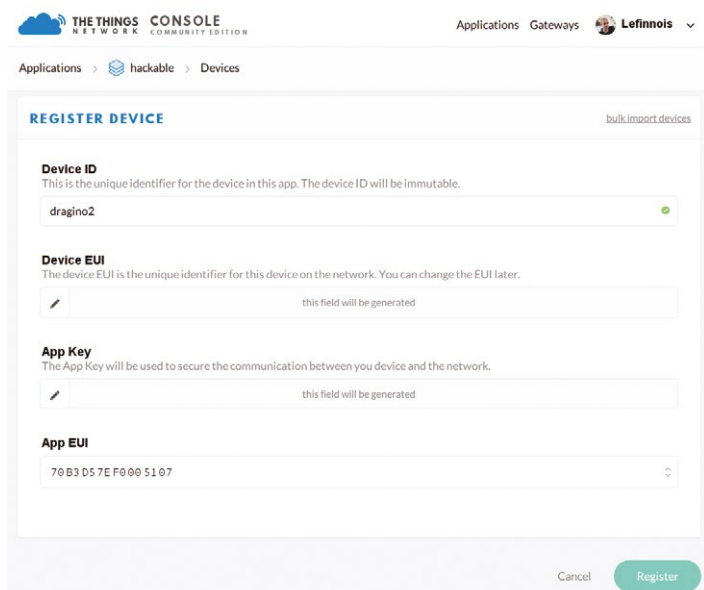 THE THINGS CONSOLE
NETWORK COMMUNITY EDITION
Applications Gateways Lefinnois
Applications > hackable > Devices
REGISTER DEVICE bulk import devices
Device ID
This is the unique identifier for the device in this app. The device ID will be immutable.
dragino2
Device EUI
The device EUI is the unique identifier for this device on the network. You can change the EUI later.
this field will be generated
App Key
The App Key will be used to secure the communication between you device and the network.
this field will be generated
App EUI
70B3D57EF0005107
Cancel Register